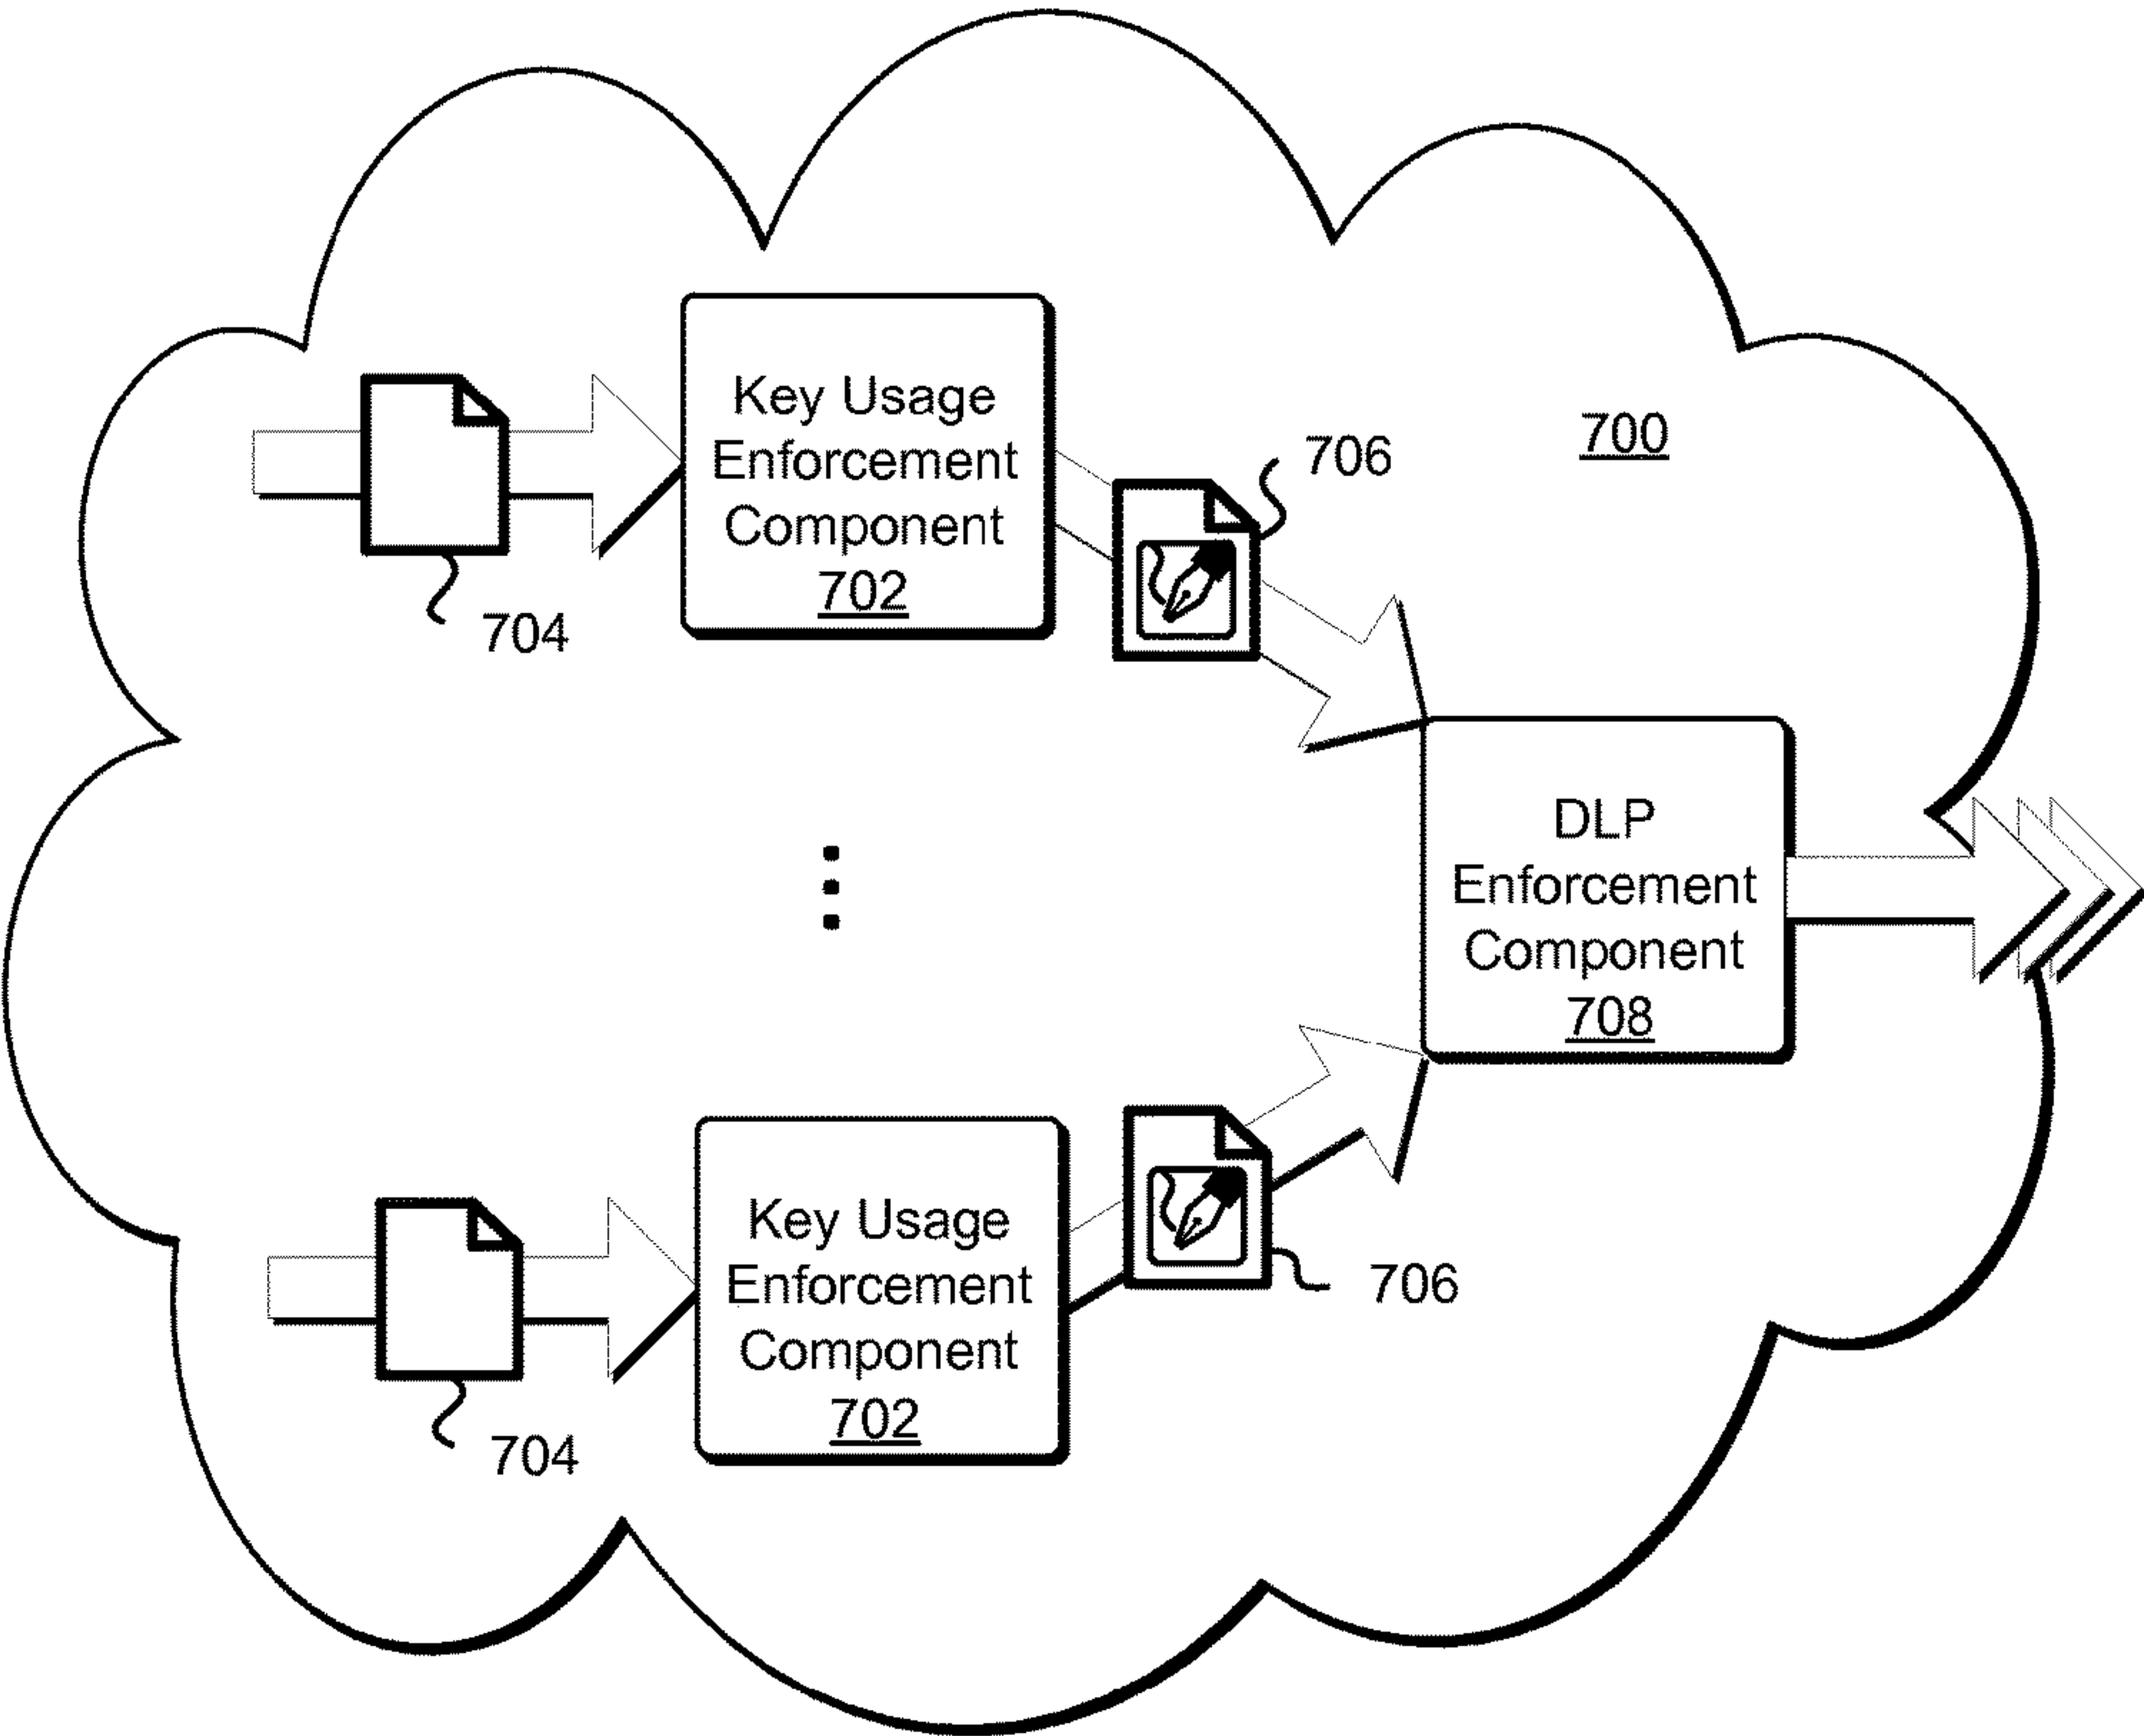 Key Usage
Enforcement
Component
702
704
706
700
DLP
Enforcement
Component
708
Key Usage
Enforcement
Component
702
704
706